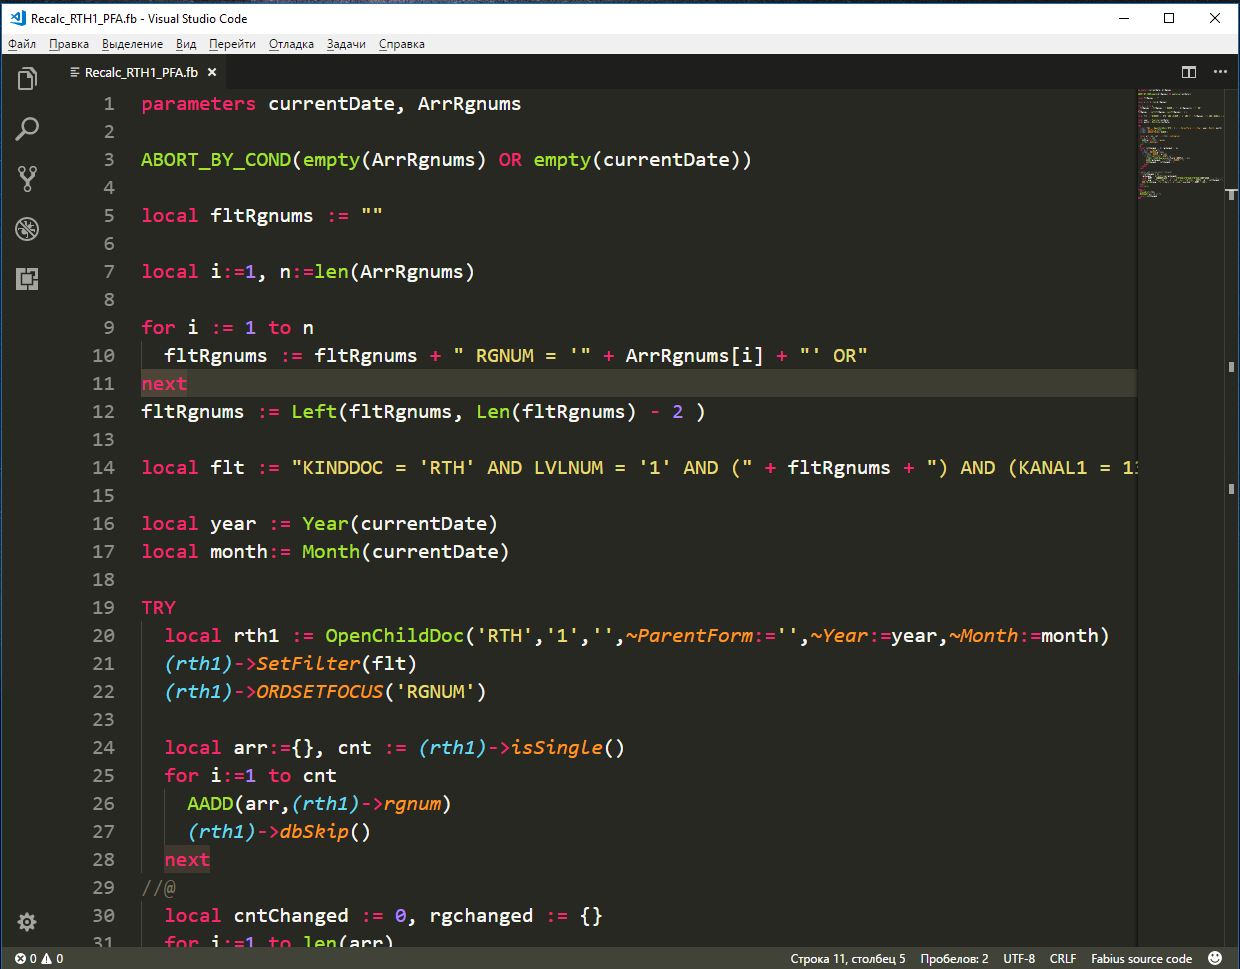 Recalc_RTH1_PFA.fb - Visual Studio Code
Файл Правка Выделение Вид Перейти Отладка Задачи Справка
Recalc_RTH1_PFA.fb
1 parameters currentDate, ArrRgnums
2
3 ABORT_BY_COND(empty(ArrRgnums) OR empty(currentDate))
4
5 local fltRgnums := ""
6
7 local i:=1, n:=len(ArrRgnums)
8
9 for i := 1 to n
10 fltRgnums := fltRgnums + " RGNUM = '" + ArrRgnums[i] + "' OR"
11 next
12 fltRgnums := Left(fltRgnums, Len(fltRgnums) - 2 )
13
14 local flt := "KINDDOC = 'RTH' AND LVLNUM = '1' AND (" + fltRgnums + ") AND (KANAL1 =
15
16 local year := Year(currentDate)
17 local month:= Month(currentDate)
18
19 TRY
20 local rth1 := OpenChildDoc('RTH','1','',~ParentForm:='',~Year:=year,~Month:=month)
21 (rth1)->SetFilter(flt)
22 (rth1)->ORDSETFOCUS('RGNUM')
23
24 local arr:={}, cnt := (rth1)->isSingle()
25 for i:=1 to cnt
26 AADD(arr,(rth1)->rgnum)
27 (rth1)->dbSkip()
28 next
29 //@
30 local cntChanged := 0, rgchanged := {}
31 for i:=1 to len(arr)
0 0 Строка 11, столбец 5 Пробелов: 2 UTF-8 CRLF Fabius source code